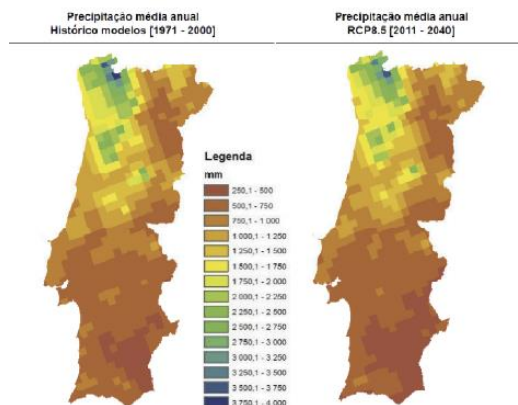 Precipitação média anual
Histórico modelos [1971 - 2000]
Precipitação média anual
RCP8.5 [2011 - 2040]
Legenda
mm
250,1 - 500
500,1 - 750
750,1 - 1 000
1 000,1 - 1 250
1 250,1 - 1 500
1 500,1 - 1 750
1 750,1 - 2 000
2 000,1 - 2 250
2 250,1 - 2 500
2 500,1 - 2 750
2 750,1 - 3 000
3 000,1 - 3 250
3 250,1 - 3 500
3 500,1 - 3 750
3 750,1 - 4 000